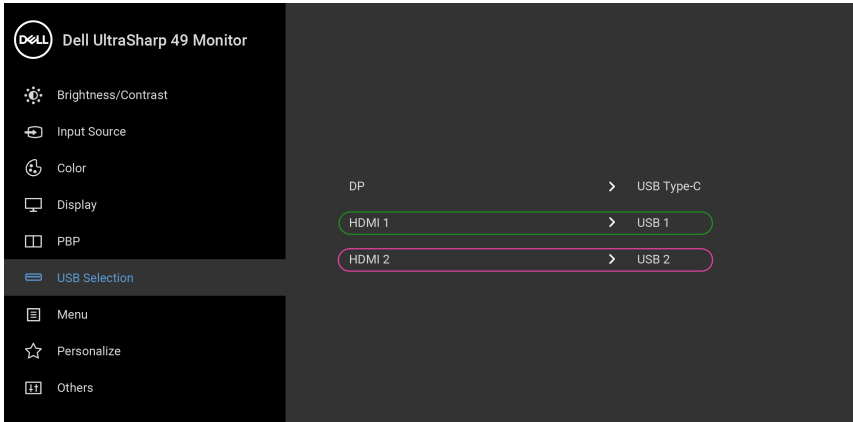 DELL Dell UltraSharp 49 Monitor
Brightness/Contrast
Input Source
Color
Display
PBP
USB Selection
Menu
Personalize
Others
DP > USB Type-C
HDMI 1 > USB 1
HDMI 2 > USB 2